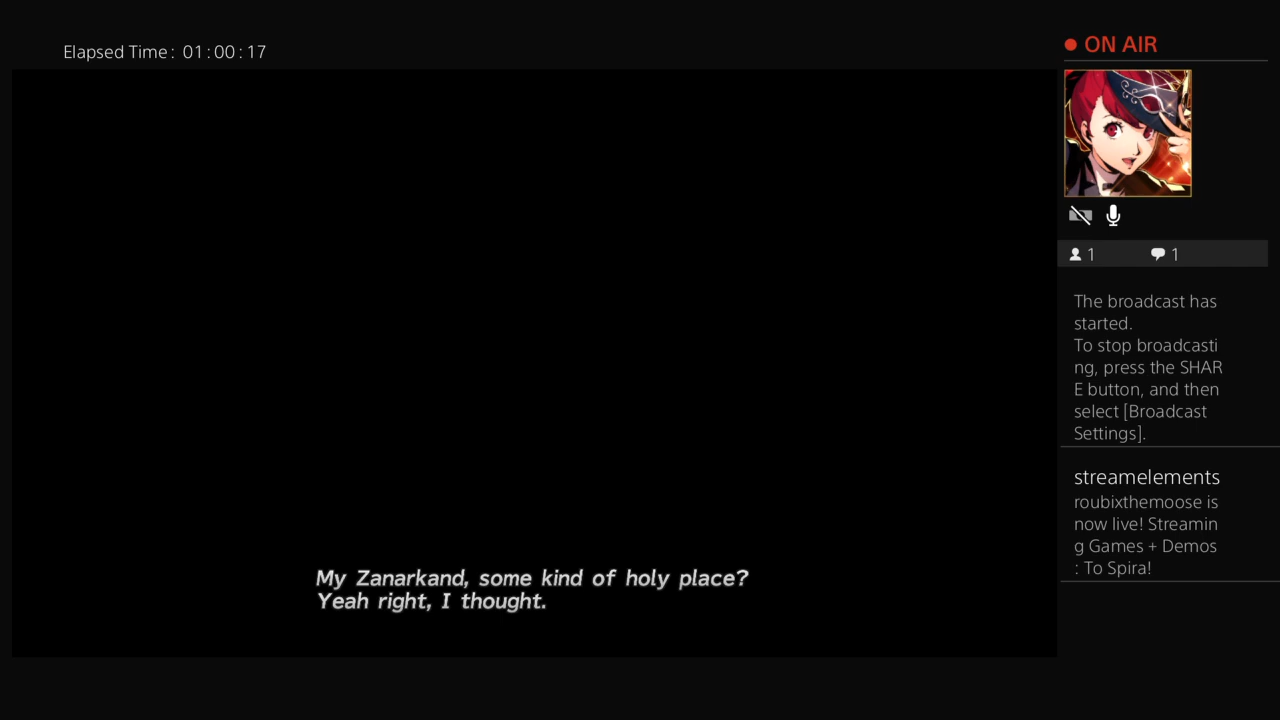 Elapsed Time: 01:00:17
ON AIR
1
1
The broadcast has
started.
To stop broadcasti
ng, press the SHAR
E button, and then
select [Broadcast
Settings].
streamelements
roubixthemoose is
now live! Streamin
g Games + Demos
: To Spira!
My Zanarkand, some kind of holy place?
Yeah right, I thought.